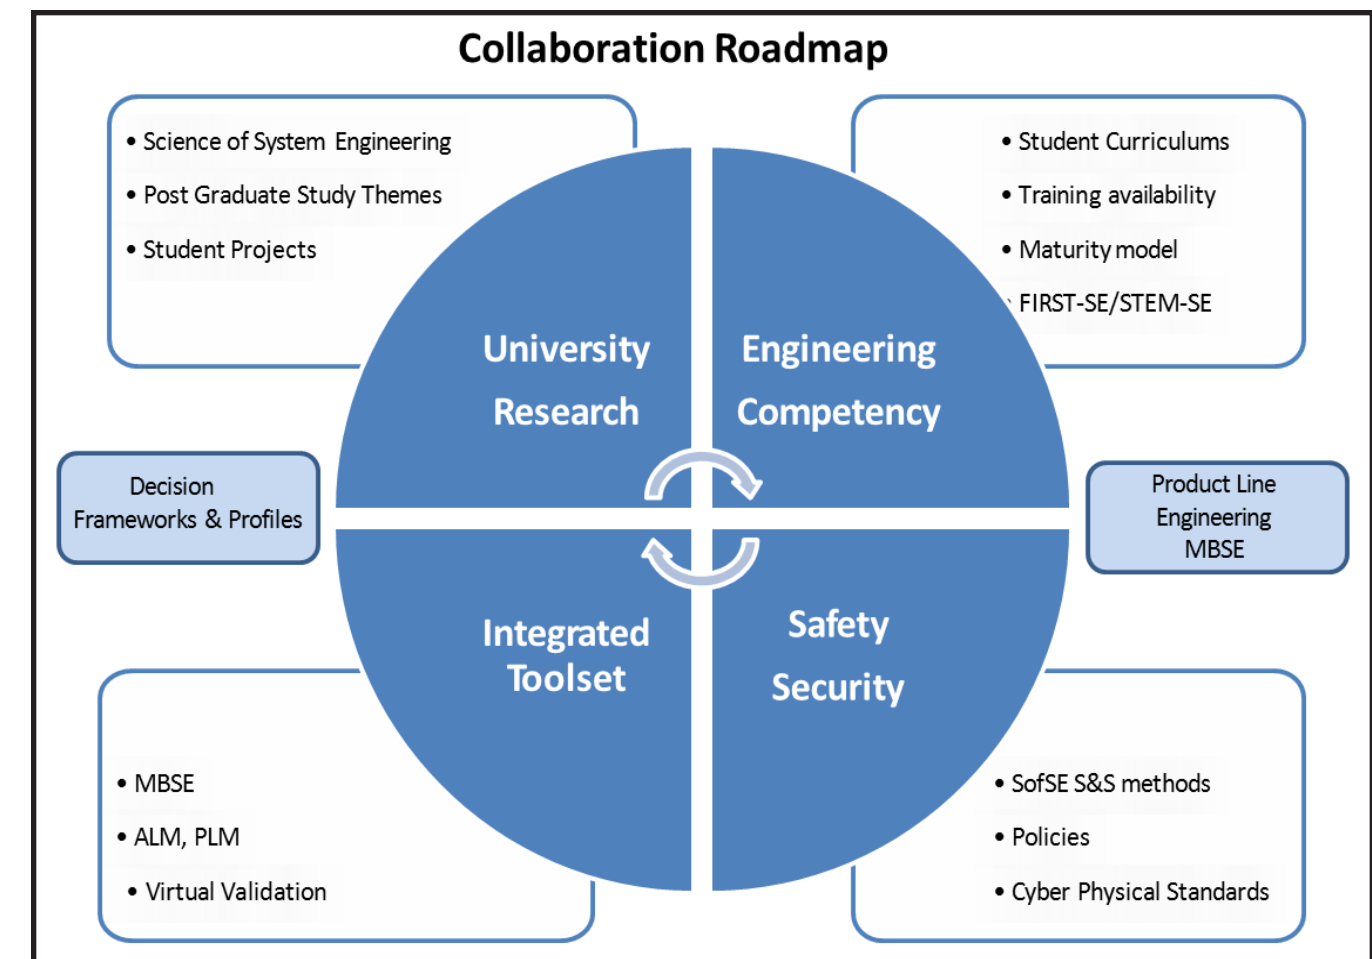 Collaboration Roadmap
• Science of System Engineering
• Post Graduate Study Themes
• Student Projects
• Student Curriculums
• Training availability
• Maturity model
• FIRST-SE/STEM-SE
University
Research
Engineering
Competency
Decision
Frameworks & Profiles
Product Line
Engineering
MBSE
Integrated
Toolset
Safety
Security
• MBSE
• ALM, PLM
• Virtual Validation
• SofSE S&S methods
• Policies
• Cyber Physical Standards